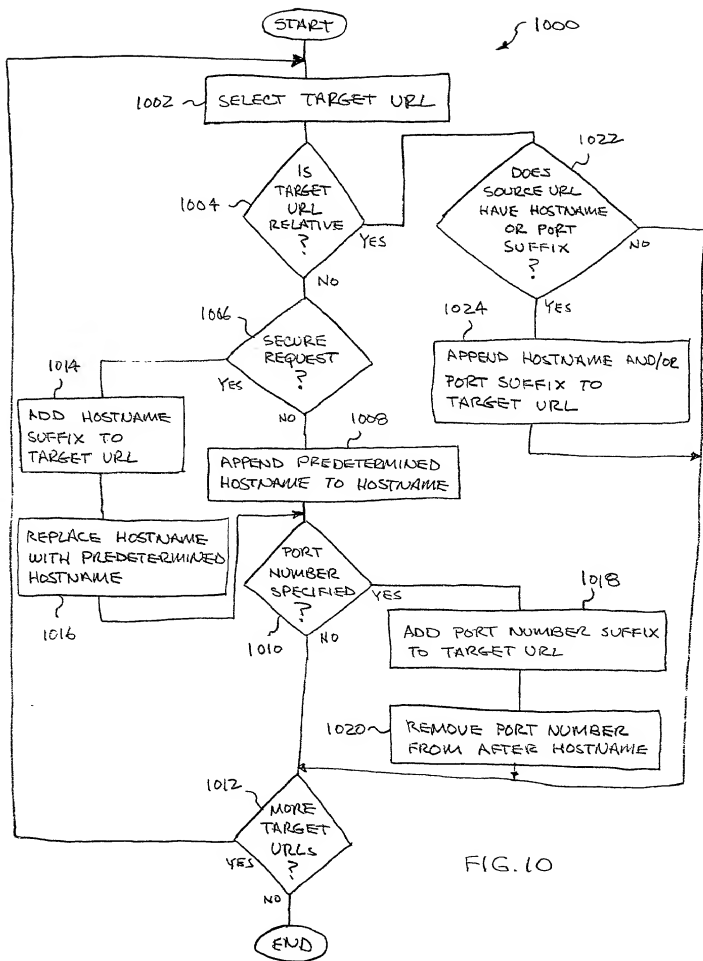 START
1000
1002
SELECT TARGET URL
1004
IS
TARGET
URL
RELATIVE
?
YES
NO
1022
DOES
SOURCE URL
HAVE HOSTNAME
OR PORT
SUFFIX
?
NO
YES
1024
APPEND HOSTNAME AND/OR
PORT SUFFIX TO
TARGET URL
1006
SECURE
REQUEST
?
YES
NO
1014
ADD HOSTNAME
SUFFIX TO
TARGET URL
1008
APPEND PREDETERMINED
HOSTNAME TO HOSTNAME
REPLACE HOSTNAME
WITH PREDETERMINED
HOSTNAME
1016
PORT
NUMBER
SPECIFIED
?
1010
YES
NO
1018
ADD PORT NUMBER SUFFIX
TO TARGET URL
1020
REMOVE PORT NUMBER
FROM AFTER HOSTNAME
1012
MORE
TARGET
URLs
?
YES
NO
END
FIG. 10